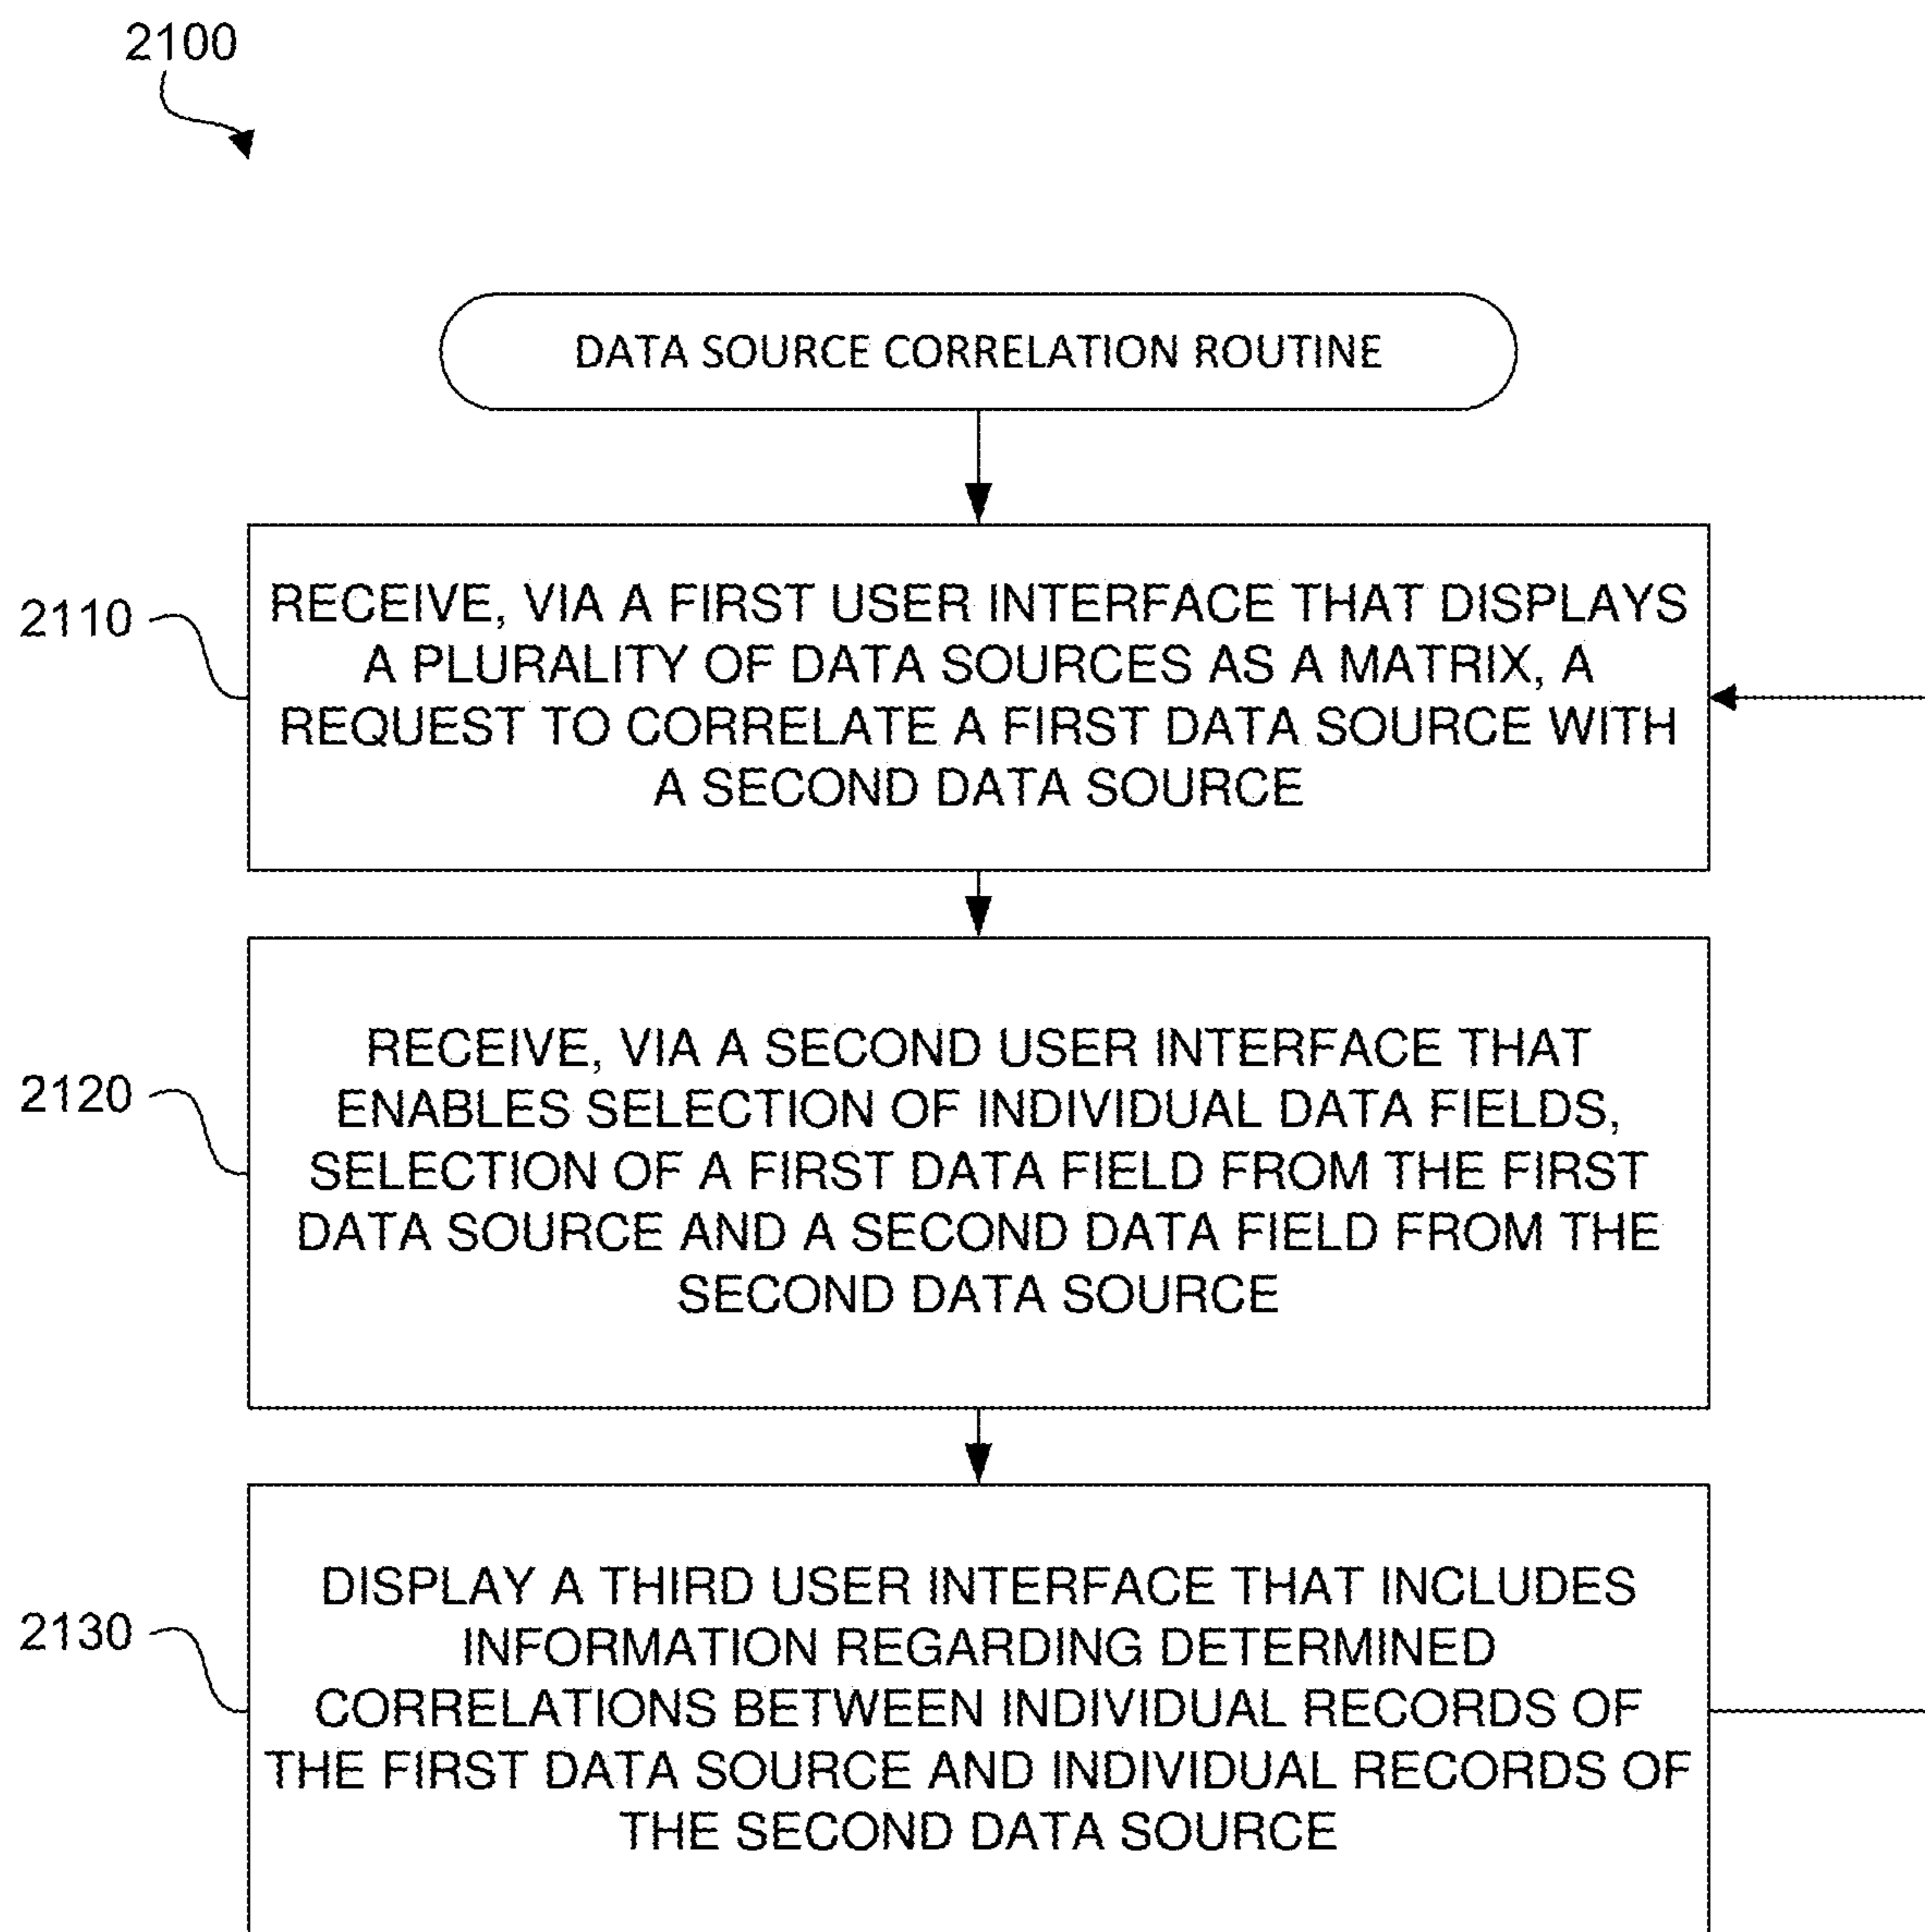 2100
DATA SOURCE CORRELATION ROUTINE
2110
RECEIVE, VIA A FIRST USER INTERFACE THAT DISPLAYS
A PLURALITY OF DATA SOURCES AS A MATRIX, A
REQUEST TO CORRELATE A FIRST DATA SOURCE WITH
A SECOND DATA SOURCE
2120
RECEIVE, VIA A SECOND USER INTERFACE THAT
ENABLES SELECTION OF INDIVIDUAL DATA FIELDS,
SELECTION OF A FIRST DATA FIELD FROM THE FIRST
DATA SOURCE AND A SECOND DATA FIELD FROM THE
SECOND DATA SOURCE
2130
DISPLAY A THIRD USER INTERFACE THAT INCLUDES
INFORMATION REGARDING DETERMINED
CORRELATIONS BETWEEN INDIVIDUAL RECORDS OF
THE FIRST DATA SOURCE AND INDIVIDUAL RECORDS OF
THE SECOND DATA SOURCE